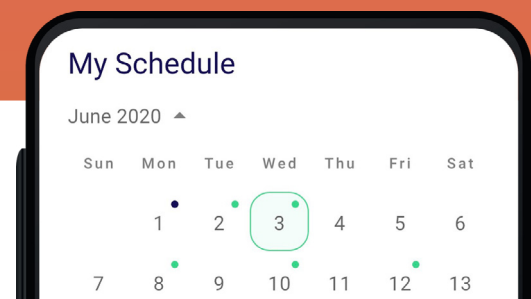 My Schedule
June 2020
Sun Mon Tue Wed Thu Fri Sat
1 2 3 4 5 6
7 8 9 10 11 12 13